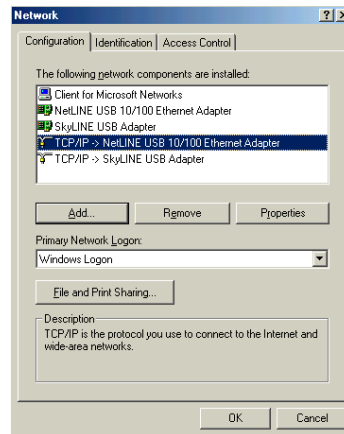 Network
Configuration Identification Access Control
The following network components are installed:
Client for Microsoft Networks
NetLINE USB 10/100 Ethernet Adapter
SkyLINE USB Adapter
TCP/IP -> NetLINE USB 10/100 Ethernet Adapter
TCP/IP -> SkyLINE USB Adapter
Add... Remove Properties
Primary Network Logon:
Windows Logon
File and Print Sharing...
Description
TCP/IP is the protocol you use to connect to the Internet and
wide-area networks.
OK Cancel